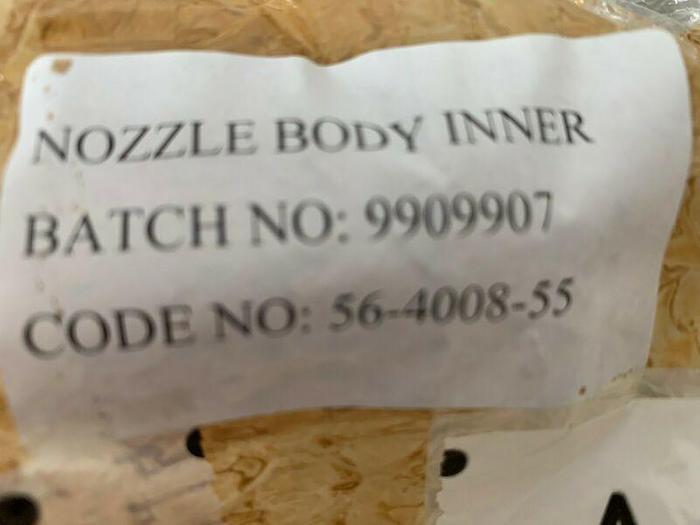 NOZZLE BODY INNER
BATCH NO: 9909907
CODE NO: 56-4008-55
A